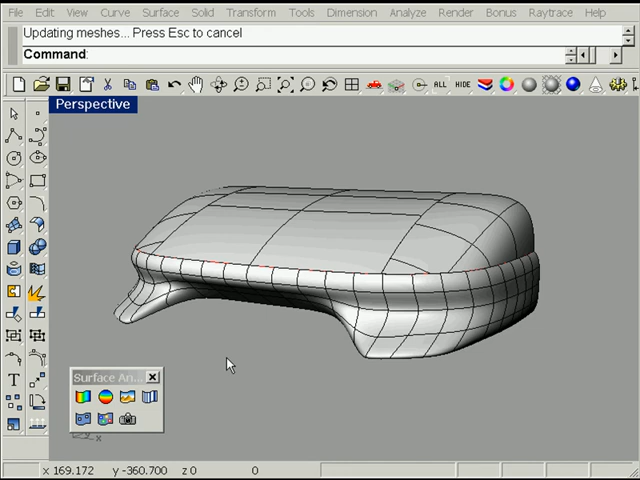 File Edit View Curve Surface Solid Transform Tools Dimension Analyze Render Bonus Raytrace Help
Updating meshes... Press Esc to cancel
Command:
ALL HIDE
Perspective
T
Surface An...
x
x 169.172 y -360.700 z 0 0